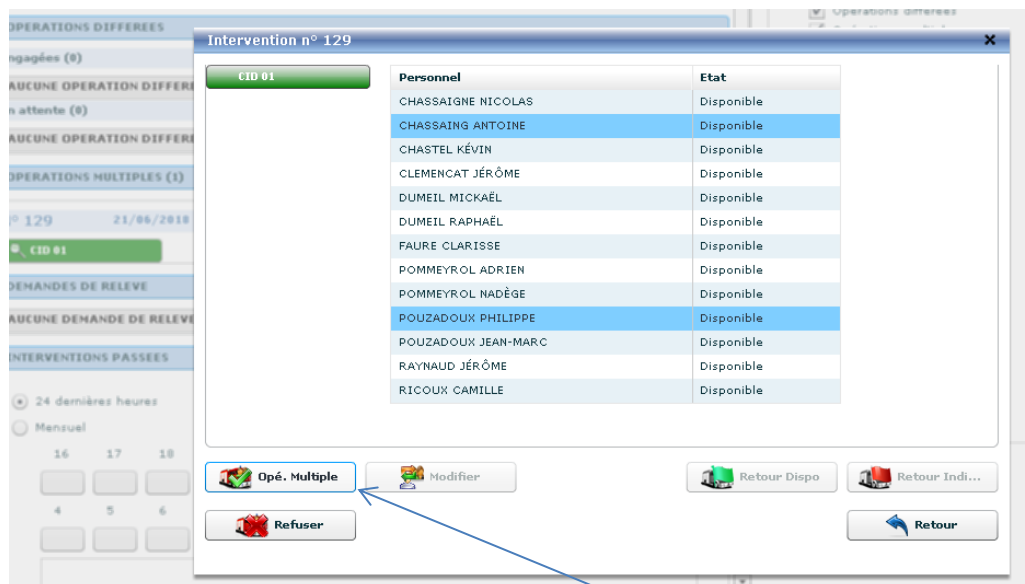 OPERATIONS DIFFEREES
Opérations différées
Intervention n° 129
ngagées (0)
AUCUNE OPERATION DIFFERE
n attente (0)
AUCUNE OPERATION DIFFERE
OPERATIONS MULTIPLES (1)
n° 129 21/06/2018
CID 01
DEMANDES DE RELEVE
AUCUNE DEMANDE DE RELEVE
INTERVENTIONS PASSEES
24 dernières heures
Mensuel
16 17 18
4 5 6
CID 01
Personnel Etat
CHASSAIGNE NICOLAS Disponible
CHASSAING ANTOINE Disponible
CHASTEL KÉVIN Disponible
CLEMENCAT JÉRÔME Disponible
DUMEIL MICKAËL Disponible
DUMEIL RAPHAËL Disponible
FAURE CLARISSE Disponible
POMMEYROL ADRIEN Disponible
POMMEYROL NADÈGE Disponible
POUZADOUX PHILIPPE Disponible
POUZADOUX JEAN-MARC Disponible
RAYNAUD JÉRÔME Disponible
RICOUX CAMILLE Disponible
Opé. Multiple Modifier Retour Dispo Retour Indi...
Refuser Retour